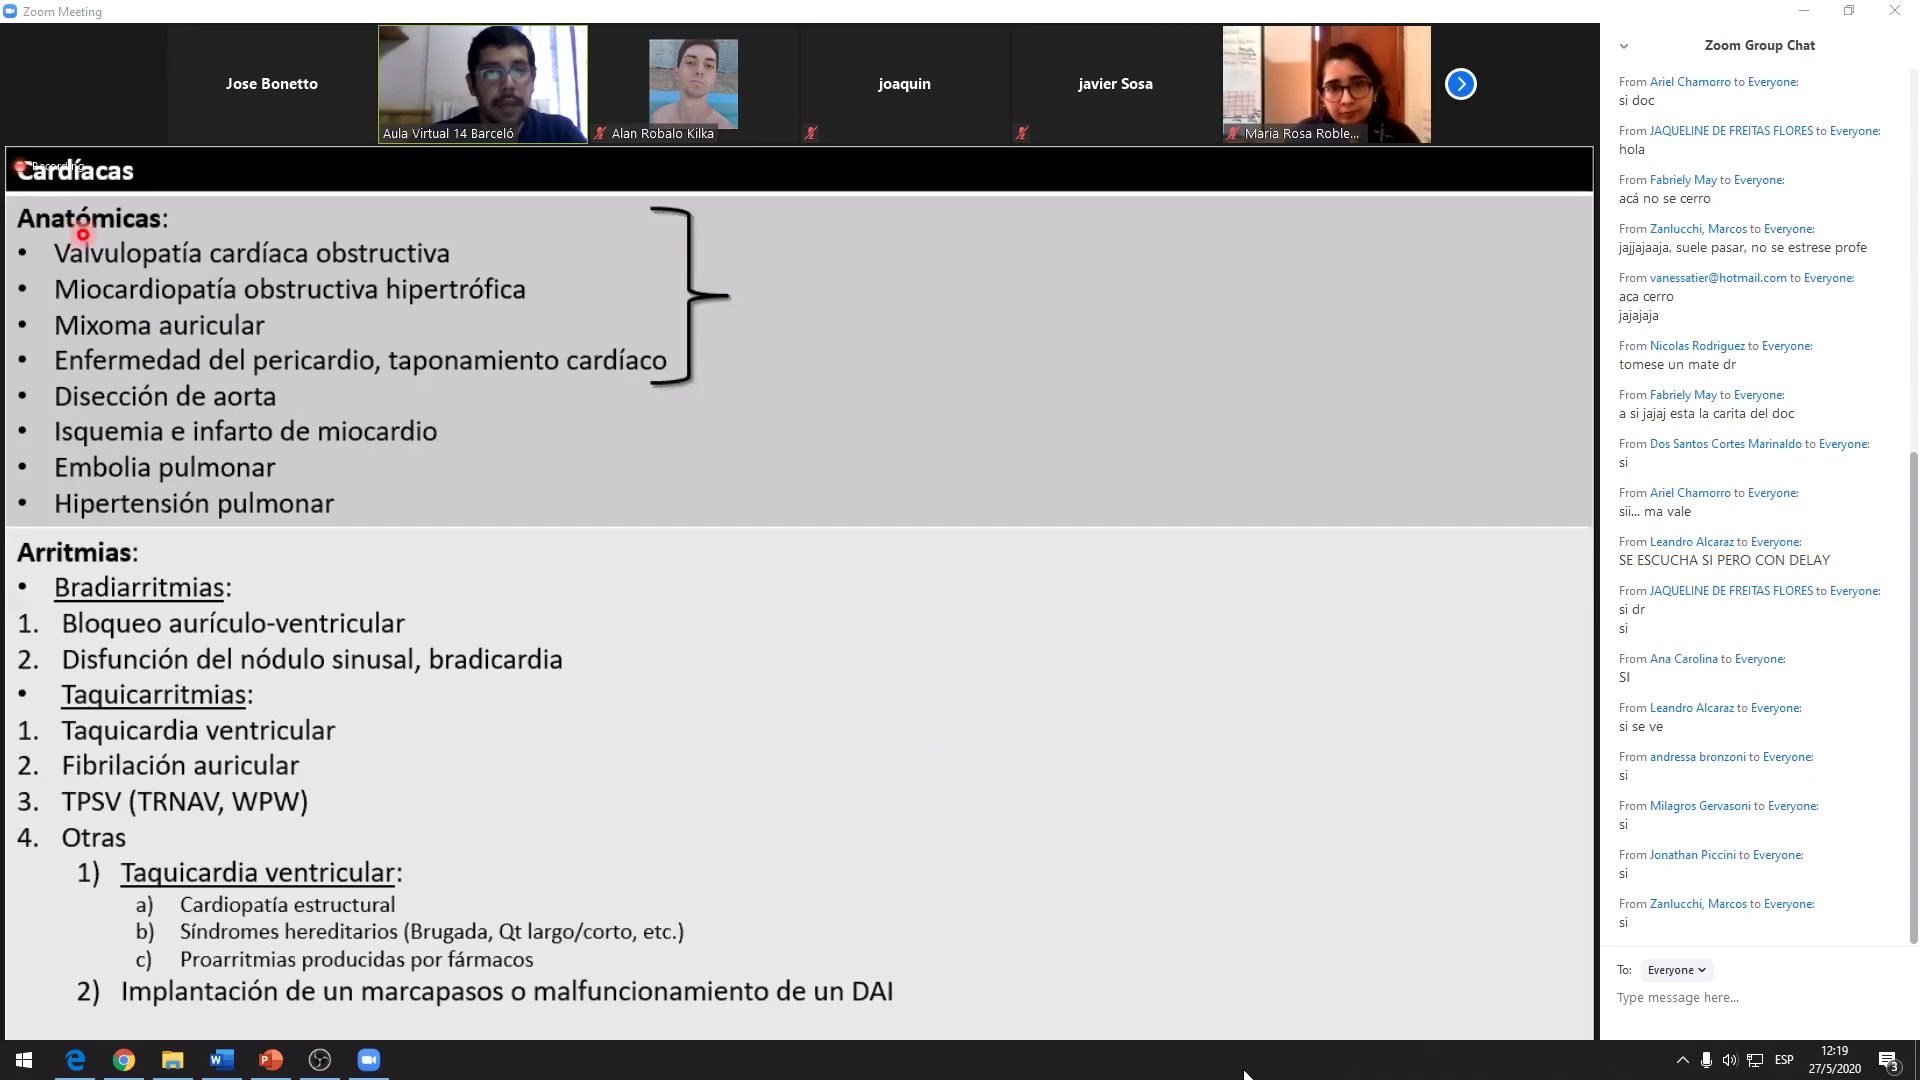 Zoom Meeting
Jose Bonetto
Aula Virtual 14 Barceló
Alan Robalo Kilka
joaquin
javier Sosa
Maria Rosa Roble...
Recording
Cardíacas
Anatómicas:
• Valvulopatía cardíaca obstructiva
• Miocardiopatía obstructiva hipertrófica
• Mixoma auricular
• Enfermedad del pericardio, taponamiento cardíaco
• Disección de aorta
• Isquemia e infarto de miocardio
• Embolia pulmonar
• Hipertensión pulmonar
Arritmias:
• Bradiarritmias:
1. Bloqueo aurículo-ventricular
2. Disfunción del nódulo sinusal, bradicardia
• Taquicarritmias:
1. Taquicardia ventricular
2. Fibrilación auricular
3. TPSV (TRNAV, WPW)
4. Otras
1) Taquicardia ventricular:
a) Cardiopatía estructural
b) Síndromes hereditarios (Brugada, Qt largo/corto, etc.)
c) Proarritmias producidas por fármacos
2) Implantación de un marcapasos o malfuncionamiento de un DAI
Zoom Group Chat
From Ariel Chamorro to Everyone:
si doc
From JAQUELINE DE FREITAS FLORES to Everyone:
hola
From Fabriely May to Everyone:
acá no se cerro
From Zanlucchi, Marcos to Everyone:
jajjajaaja, suele pasar, no se estrese profe
From vanessatier@hotmail.com to Everyone:
aca cerro
jajajaja
From Nicolas Rodriguez to Everyone:
tomese un mate dr
From Fabriely May to Everyone:
a si jajaj esta la carita del doc
From Dos Santos Cortes Marinaldo to Everyone:
si
From Ariel Chamorro to Everyone:
sii... ma vale
From Leandro Alcaraz to Everyone:
SE ESCUCHA SI PERO CON DELAY
From JAQUELINE DE FREITAS FLORES to Everyone:
si dr
si
From Ana Carolina to Everyone:
SI
From Leandro Alcaraz to Everyone:
si se ve
From andressa bronzoni to Everyone:
si
From Milagros Gervasoni to Everyone:
si
From Jonathan Piccini to Everyone:
si
From Zanlucchi, Marcos to Everyone:
si
To: Everyone
Type message here...
ESP
12:19
27/5/2020
3